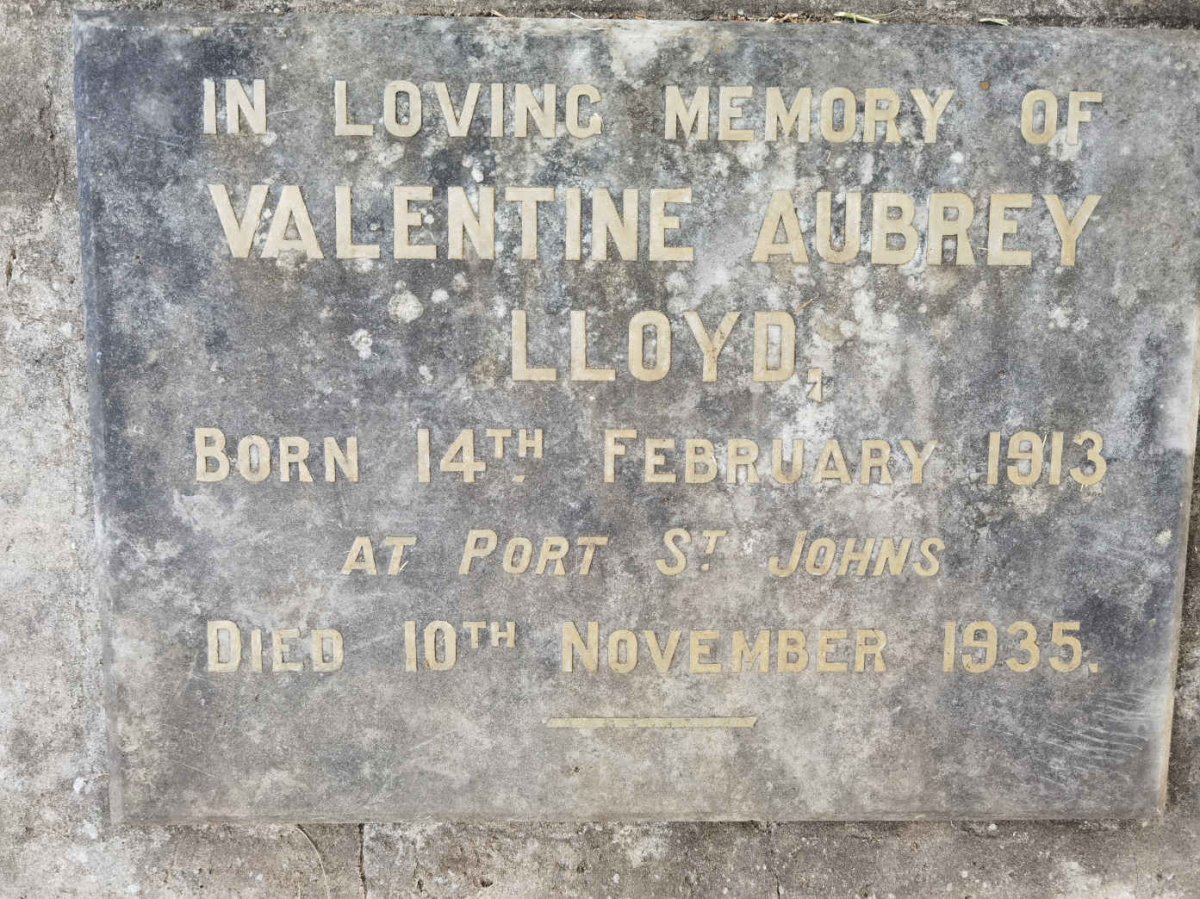 IN LOVING MEMORY OF
VALENTINE AUBREY
LLOYD,
BORN 14TH FEBRUARY 1913
AT PORT ST. JOHNS
DIED 10TH NOVEMBER 1935.